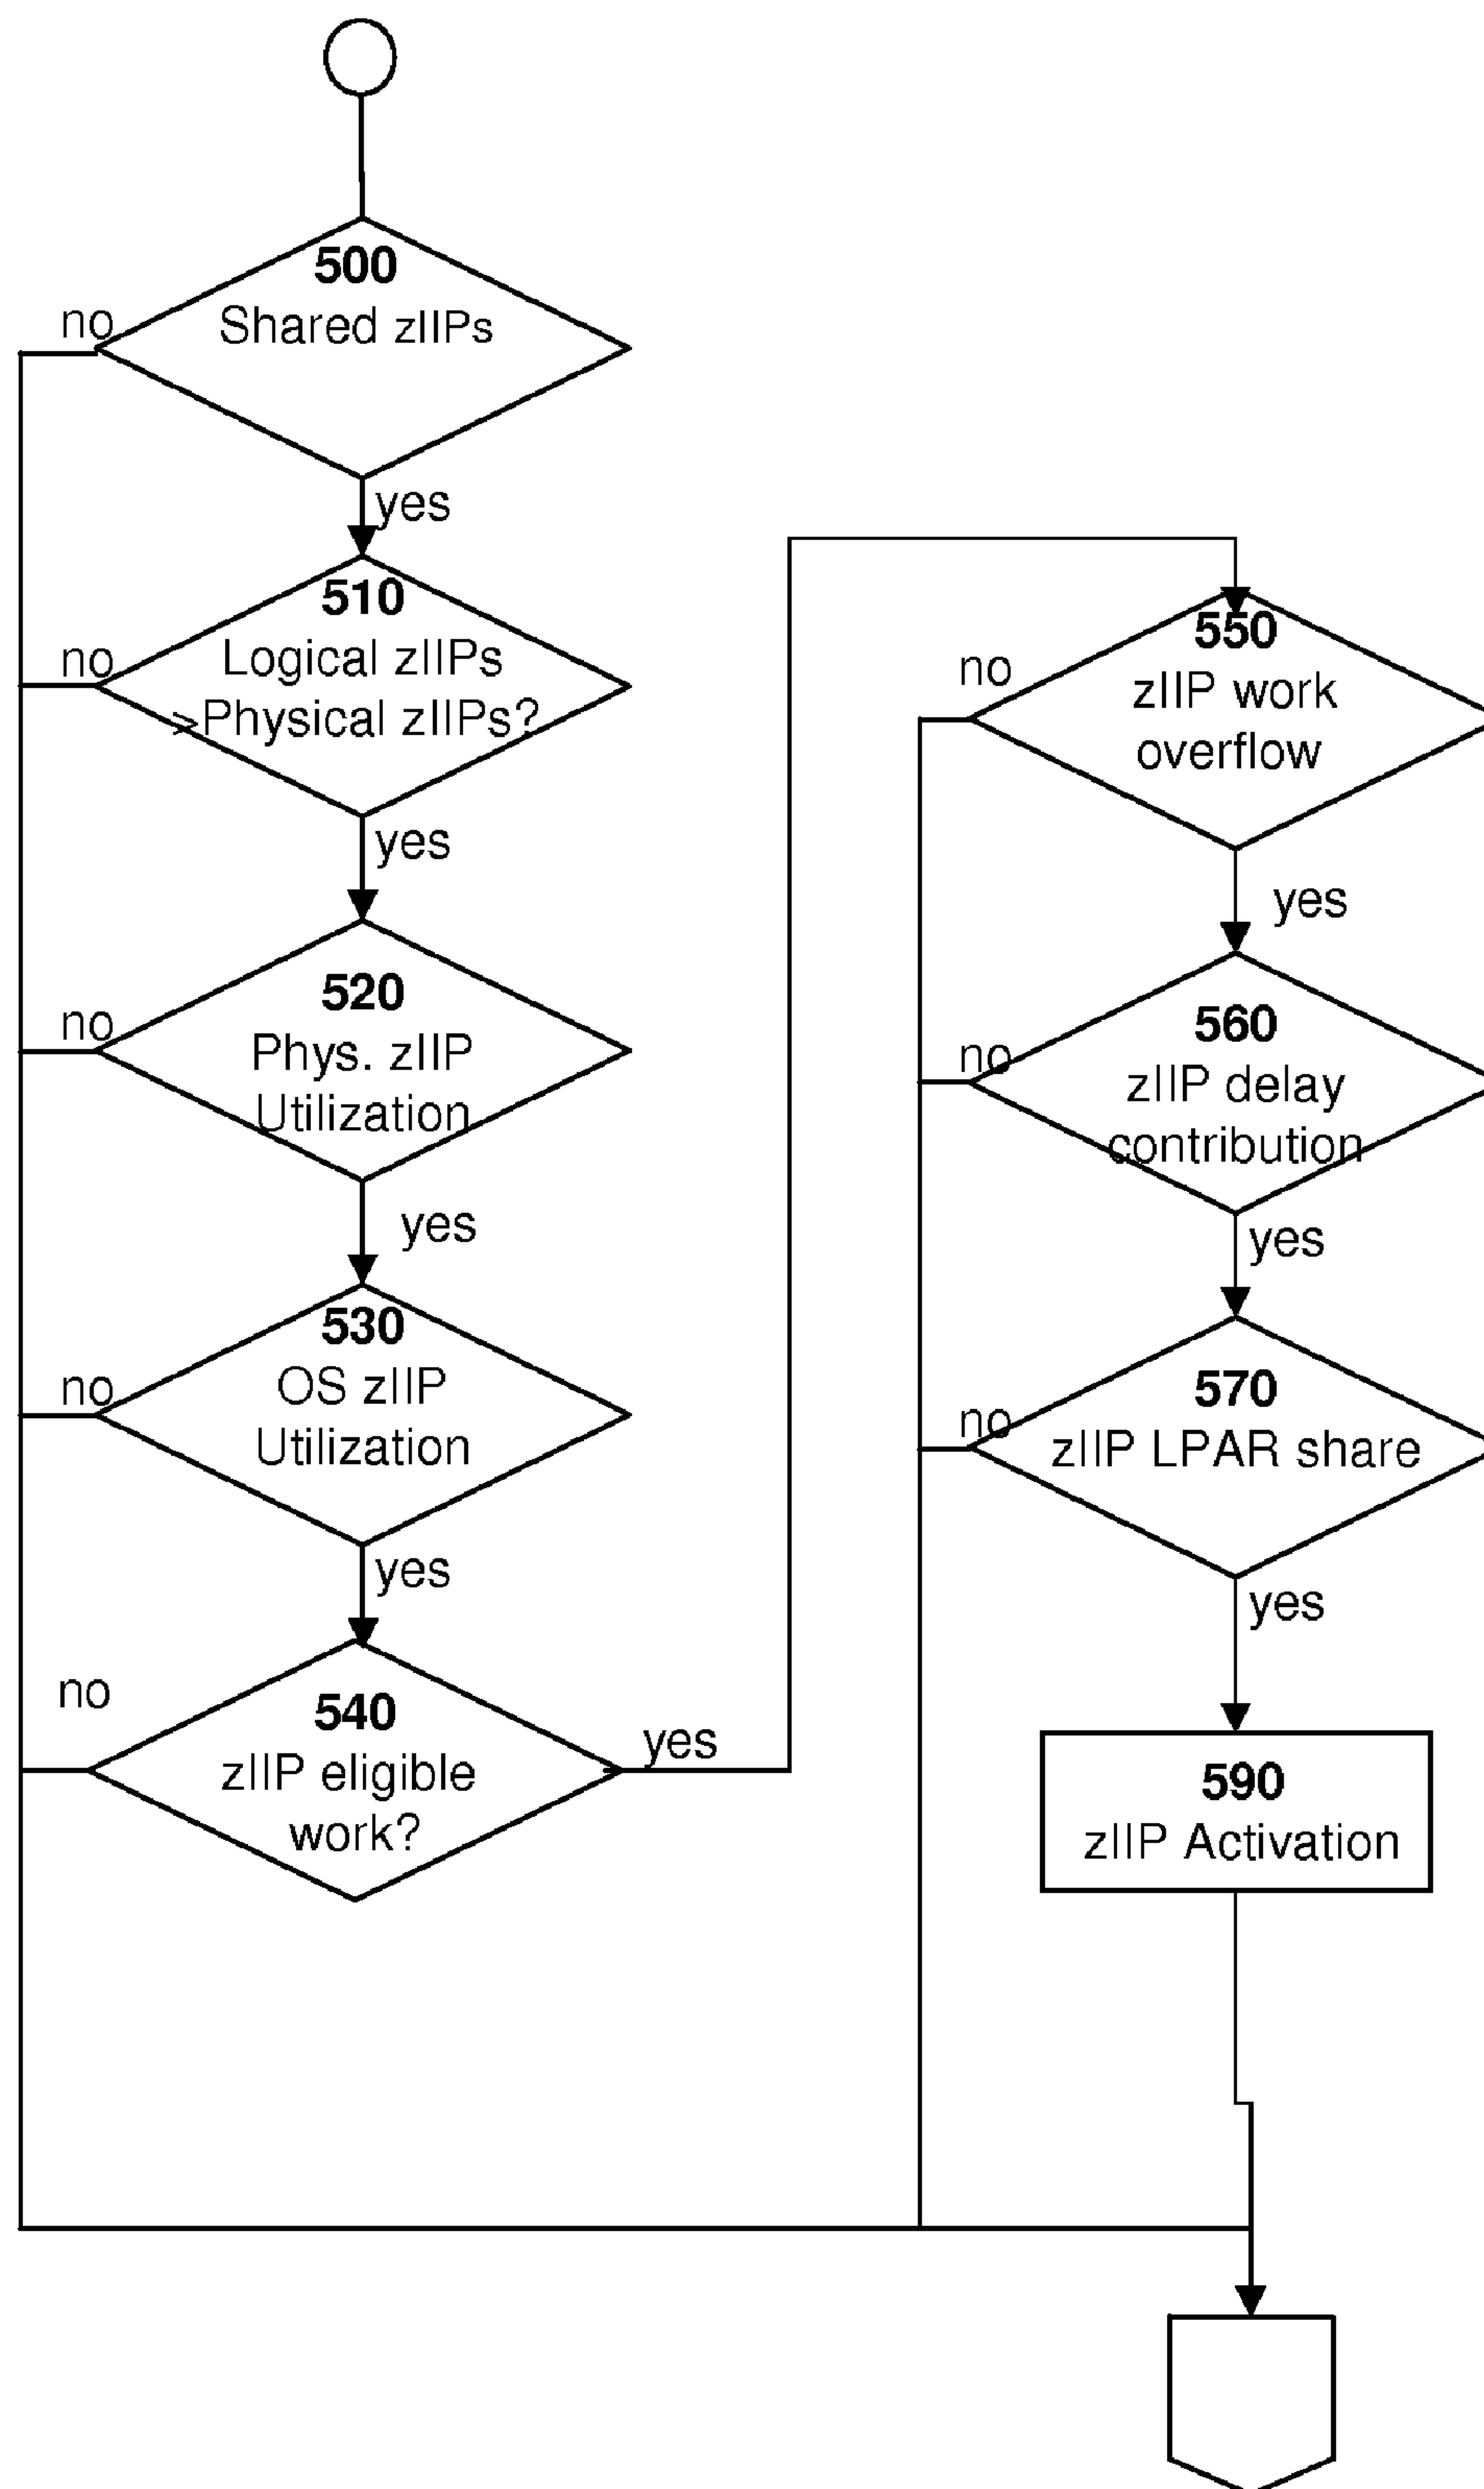 500
no
Shared zIIPs
yes
510
no
Logical zIIPs
>Physical zIIPs?
yes
520
no
Phys. zIIP
Utilization
yes
530
no
OS zIIP
Utilization
yes
no
540
zIIP eligible
work?
yes
550
no
zIIP work
overflow
yes
560
no
zIIP delay
contribution
yes
570
no
zIIP LPAR share
yes
590
zIIP Activation